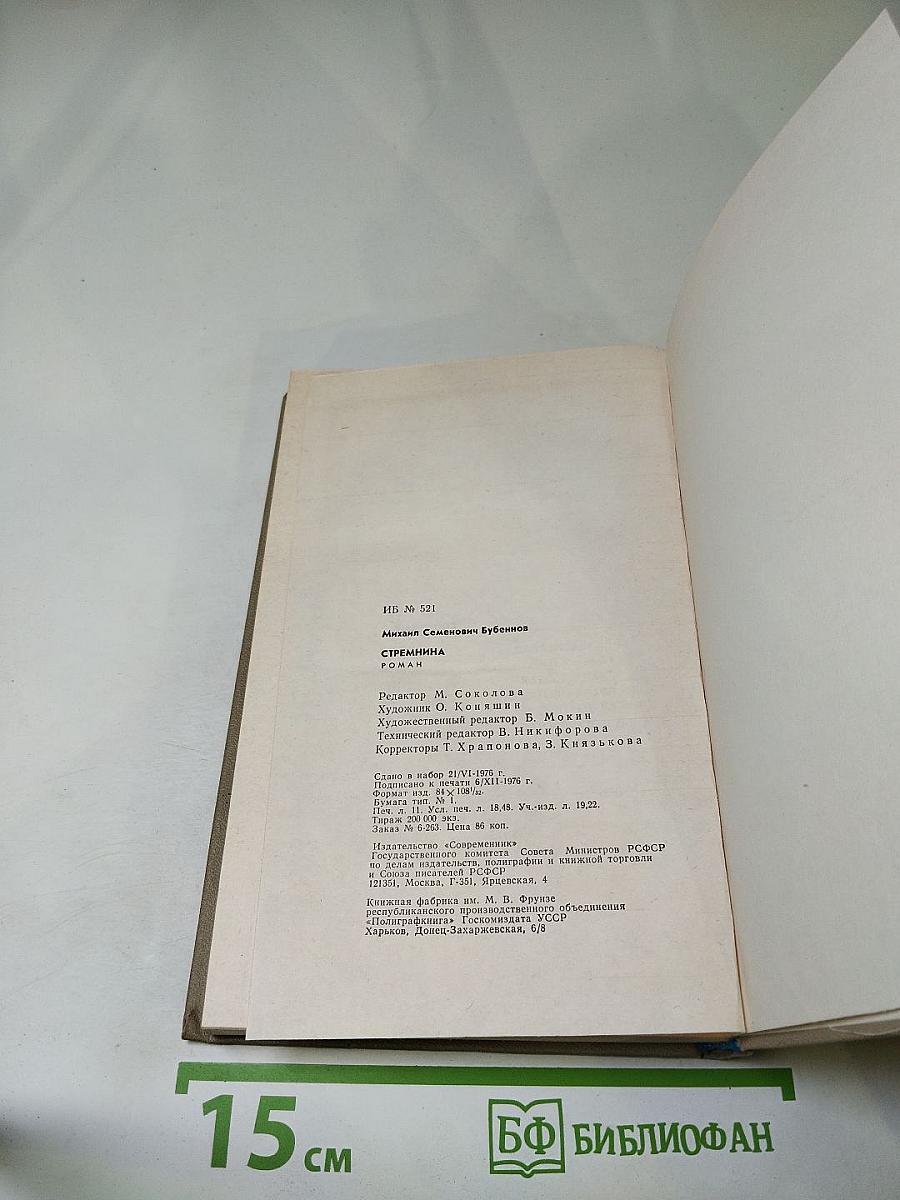 ИБ № 521
Михаил Семенович Бубеннов
СТРЕМНИНА
РОМАН
Редактор М. Соколова
Художник О. Коняшин
Художественный редактор Б. Мокин
Технический редактор В. Никифорова
Корректоры Т. Храпонова, З. Князькова
Сдано в набор 21/VI-1976 г.
Подписано к печати 6/XII-1976 г.
Формат изд. 84×108¹/₃₂.
Бумага тип. № 1.
Печ. л. 11. Усл. печ. л. 18,48. Уч.-изд. л. 19,22.
Тираж 200 000 экз.
Заказ № 6-263. Цена 86 коп.
Издательство «Современник»
Государственного комитета Совета Министров РСФСР
по делам издательств, полиграфии и книжной торговли
и Союза писателей РСФСР
121351, Москва, Г-351, Ярцевская, 4
Книжная фабрика им. М. В. Фрунзе
республиканского производственного объединения
«Полиграфкнига» Госкомиздата УССР
Харьков, Донец-Захаржевская, 6/8
15 см
БФ БИБЛИОФАН